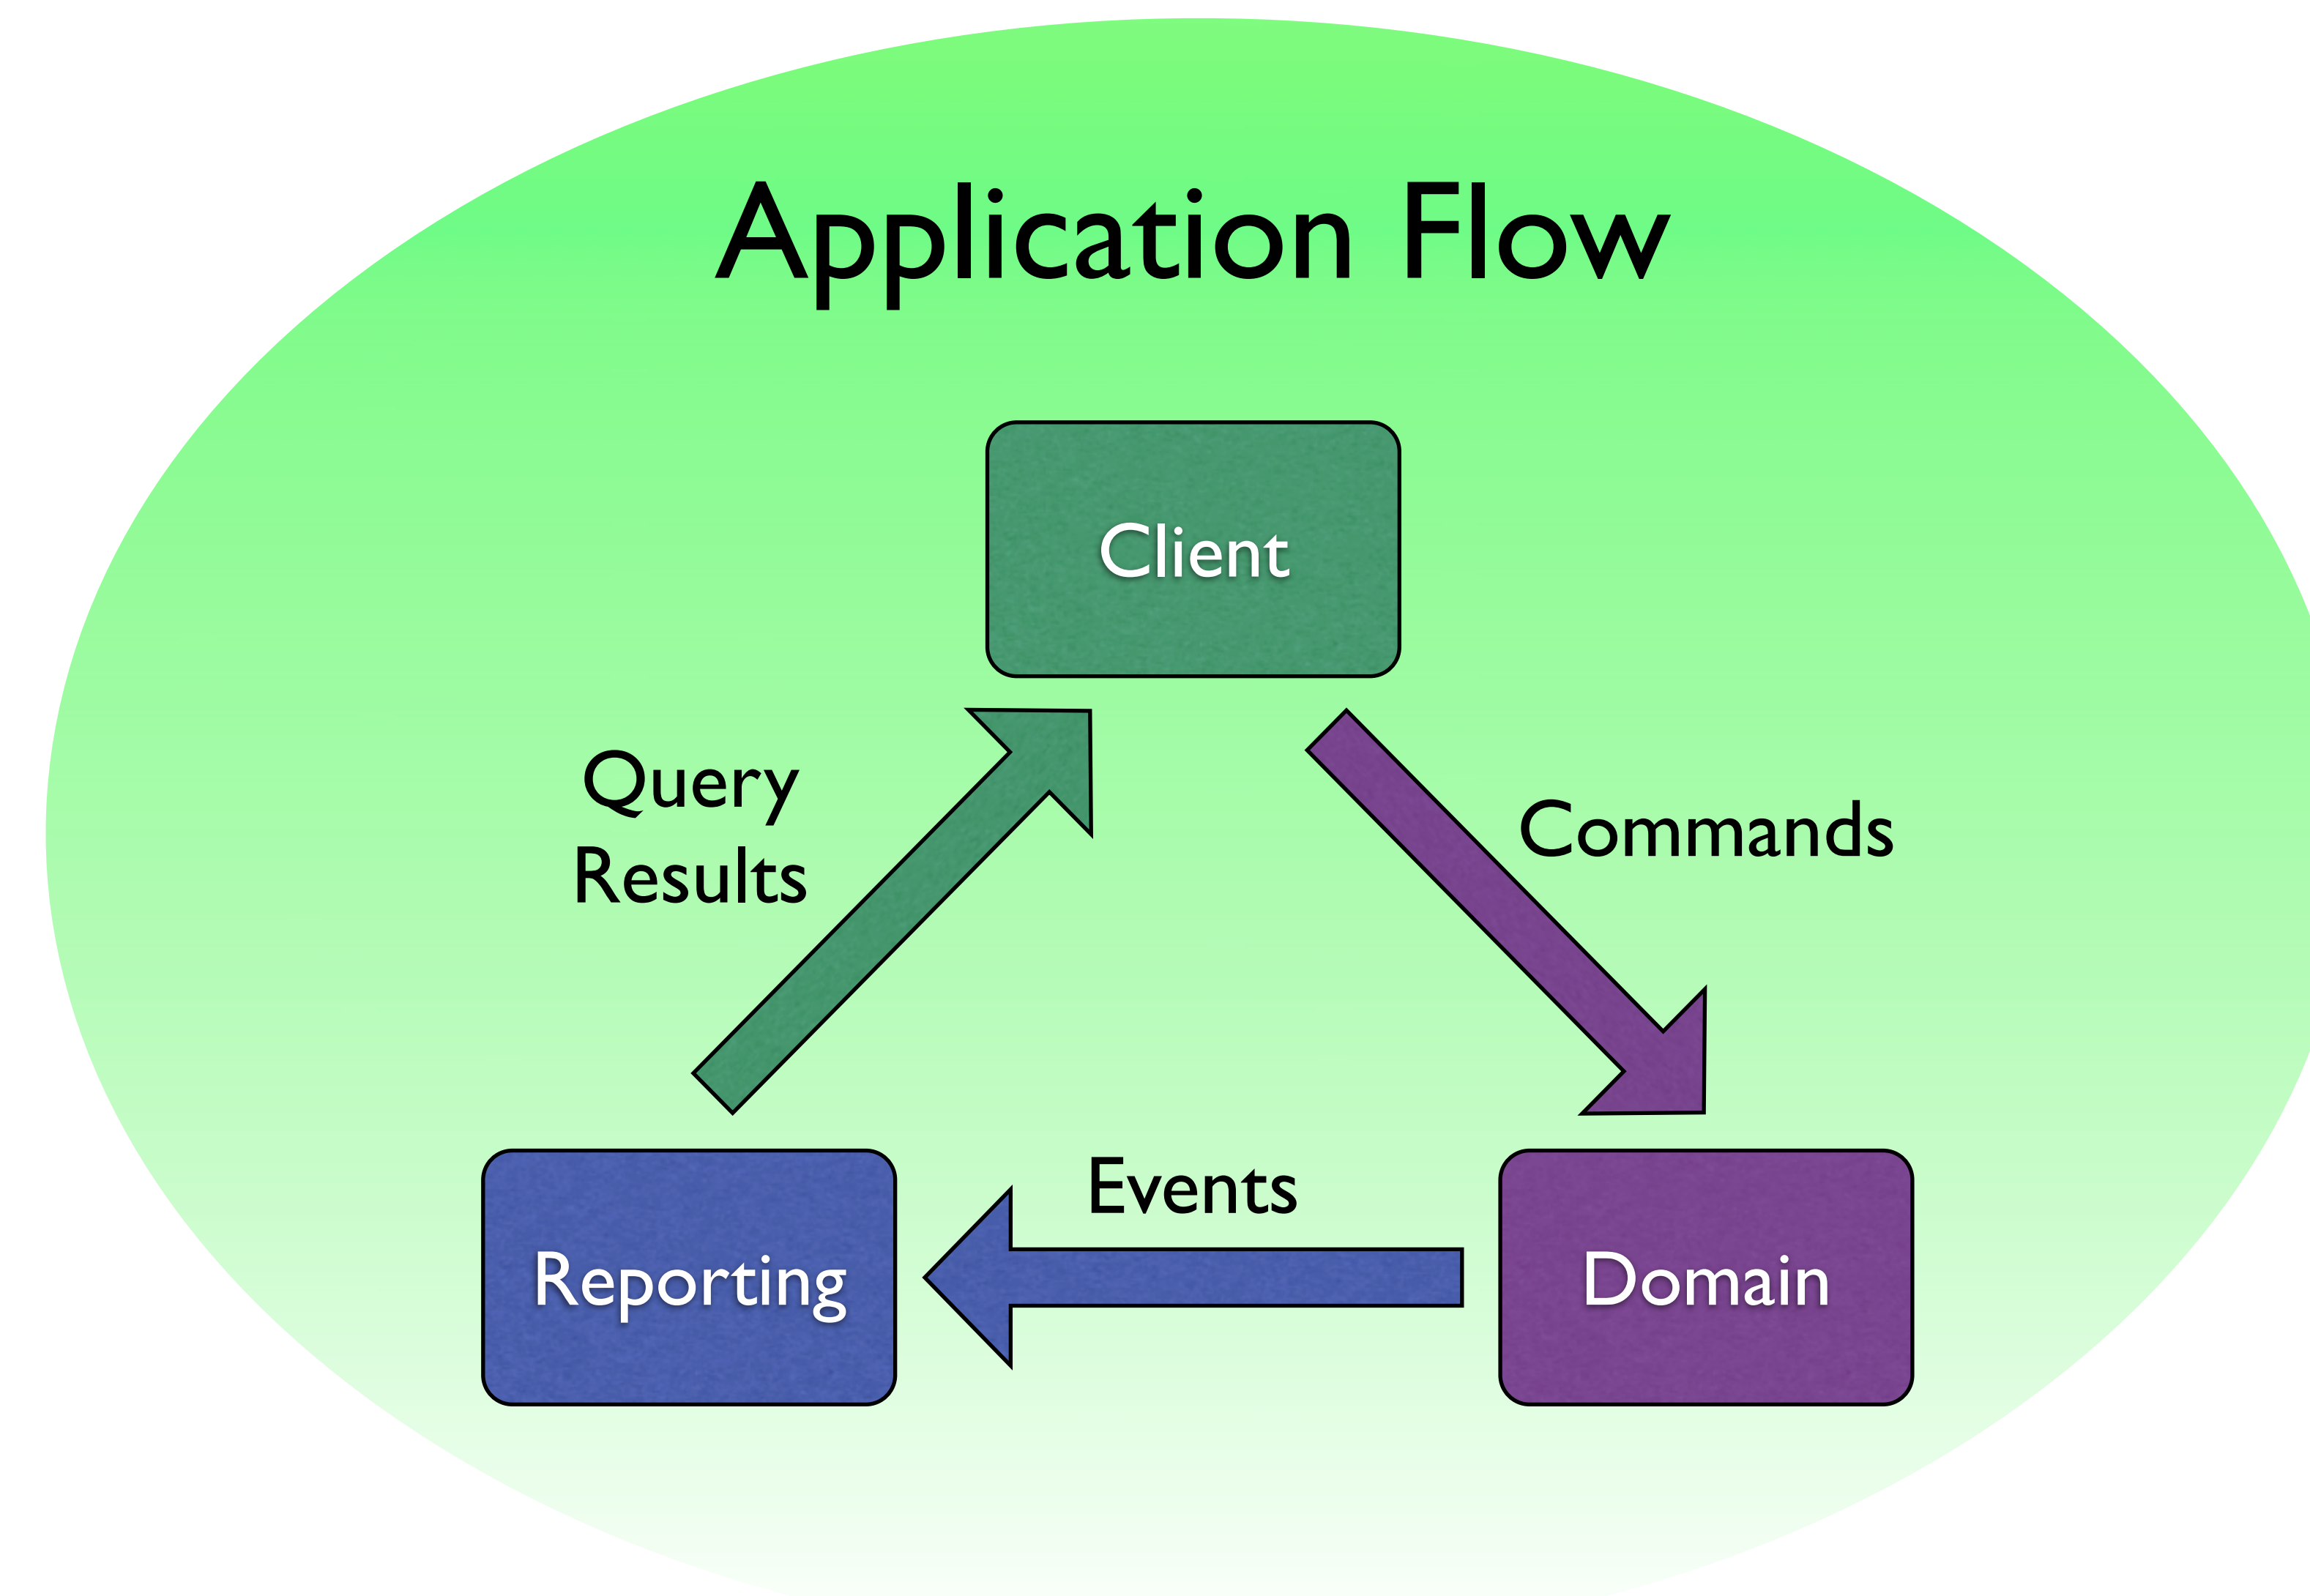 Application Flow
Client
Query
Results
Commands
Events
Reporting
Domain